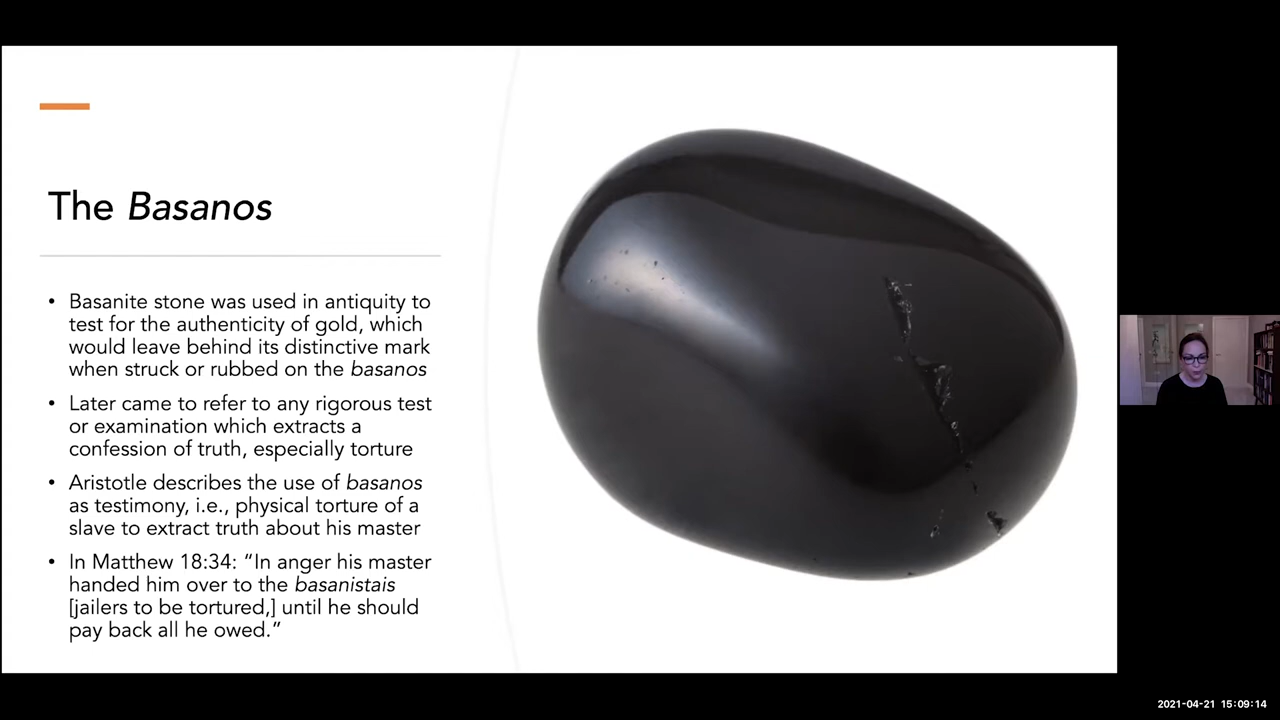 The Basanos
• Basanite stone was used in antiquity to
test for the authenticity of gold, which
would leave behind its distinctive mark
when struck or rubbed on the basanos
• Later came to refer to any rigorous test
or examination which extracts a
confession of truth, especially torture
• Aristotle describes the use of basanos
as testimony, i.e., physical torture of a
slave to extract truth about his master
• In Matthew 18:34: “In anger his master
handed him over to the basanistais
[jailers to be tortured,] until he should
pay back all he owed.”
2021-04-21 15:09:14